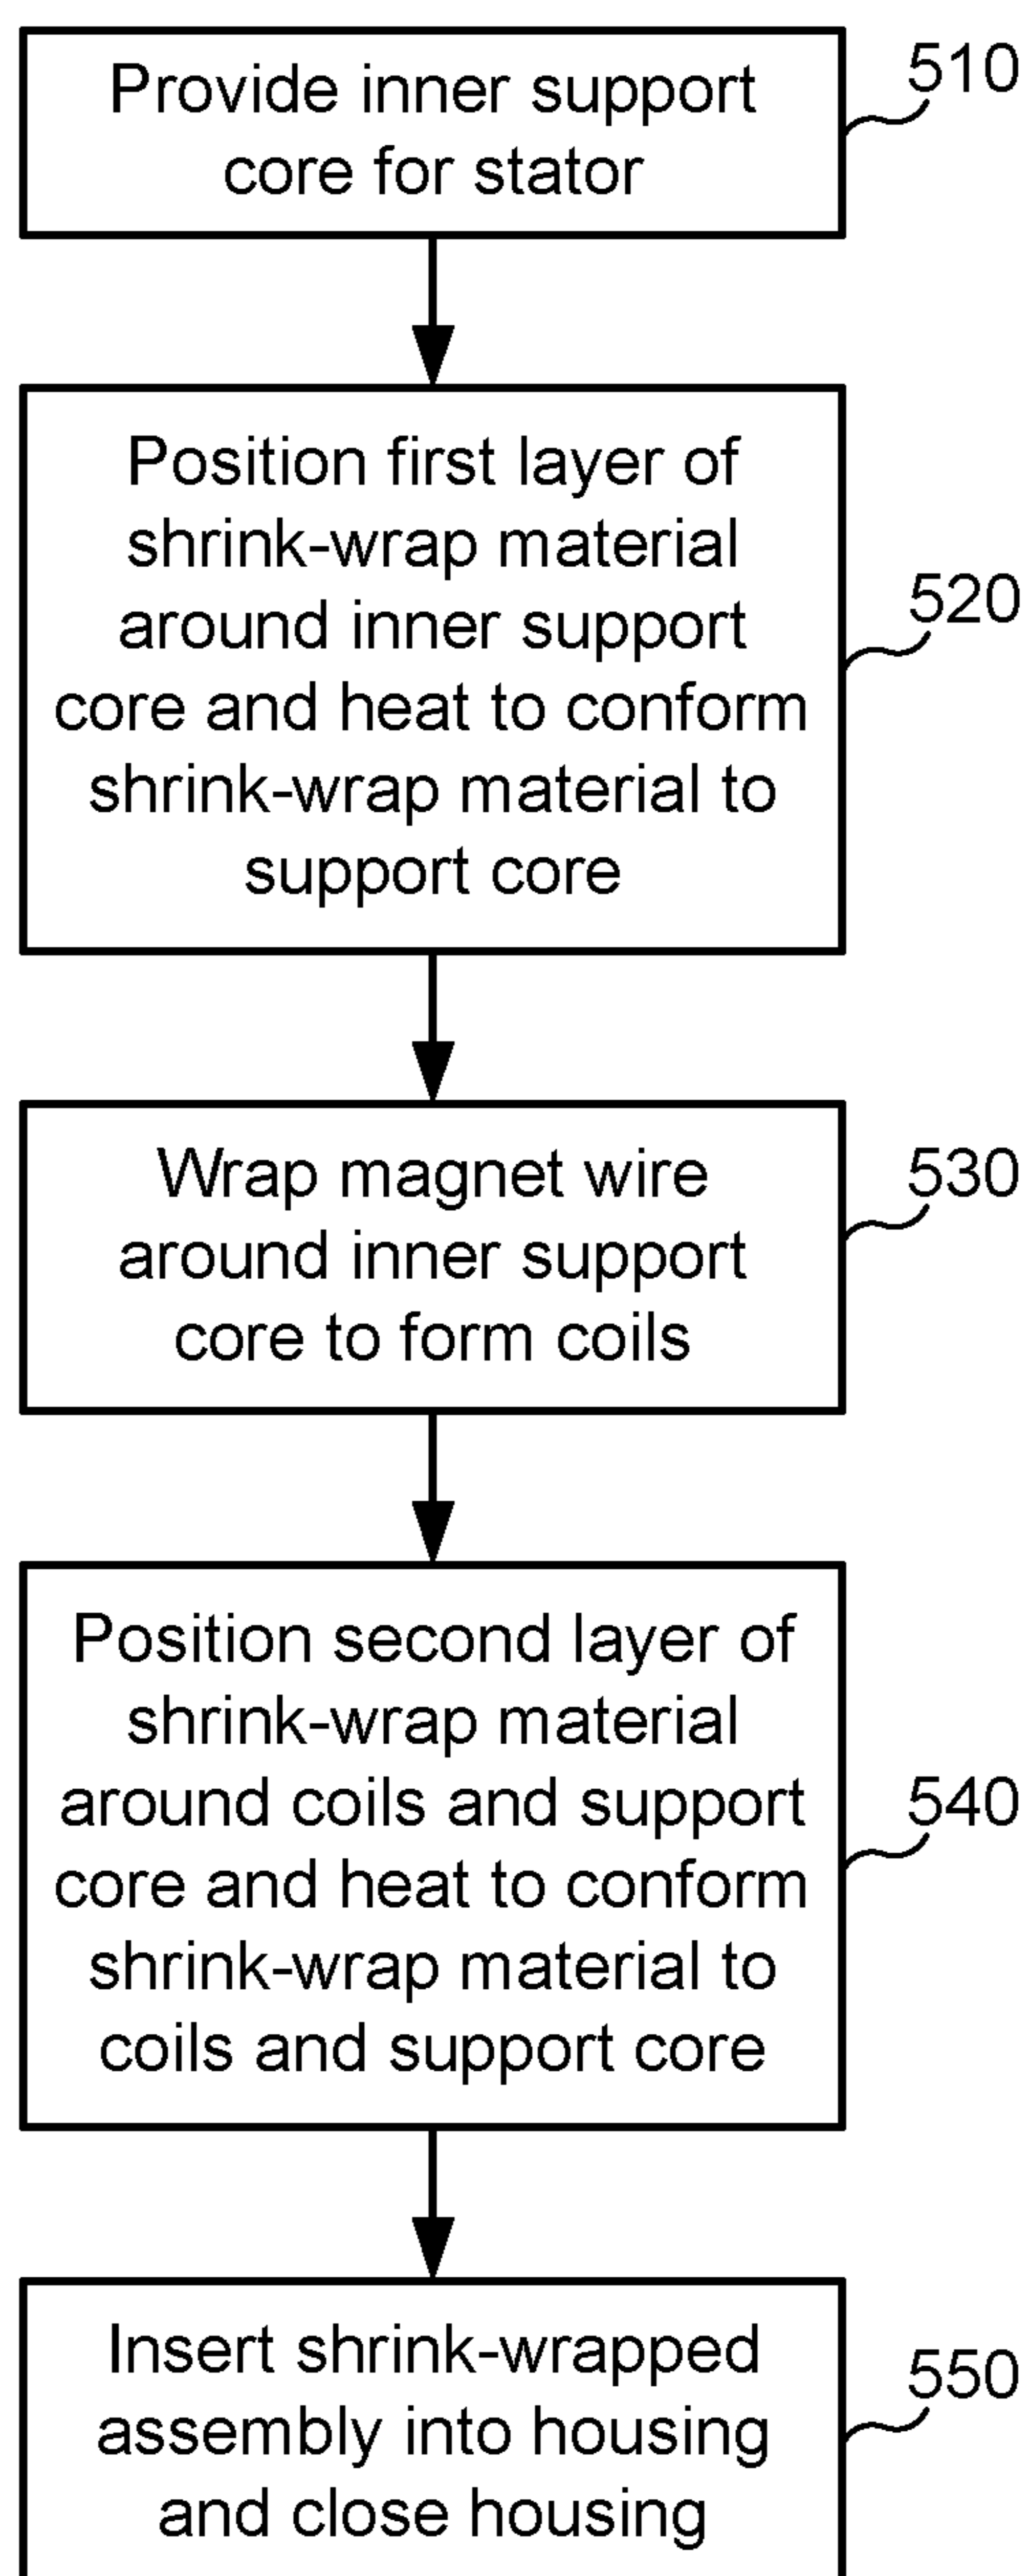 Provide inner support
core for stator
510
Position first layer of
shrink-wrap material
around inner support
core and heat to conform
shrink-wrap material to
support core
520
Wrap magnet wire
around inner support
core to form coils
530
Position second layer of
shrink-wrap material
around coils and support
core and heat to conform
shrink-wrap material to
coils and support core
540
Insert shrink-wrapped
assembly into housing
and close housing
550